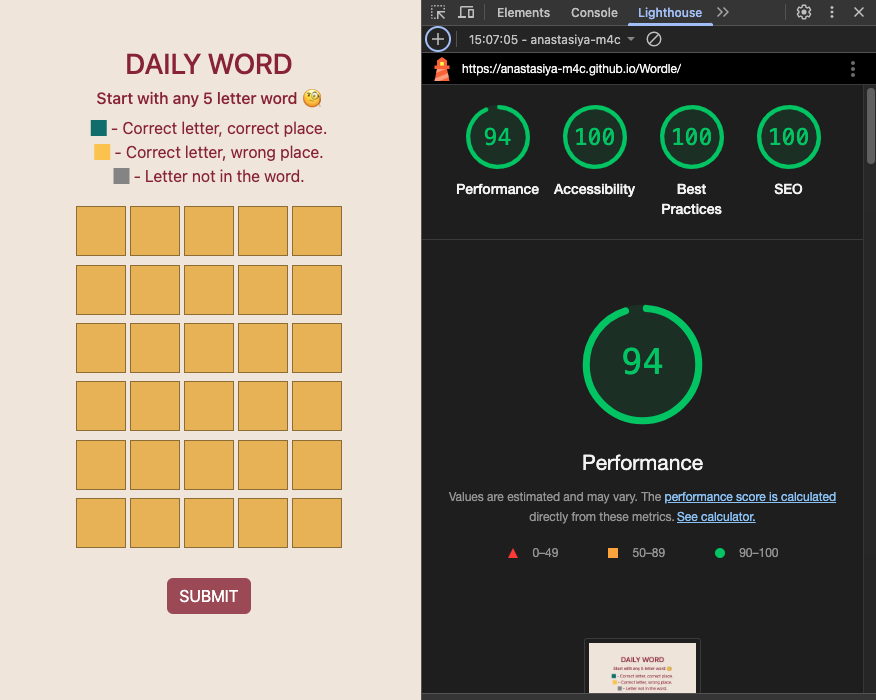 DAILY WORD
Start with any 5 letter word 🧐
- Correct letter, correct place.
- Correct letter, wrong place.
- Letter not in the word.
SUBMIT
Elements Console Lighthouse
15:07:05 - anastasiya-m4c
https://anastasiya-m4c.github.io/Wordle/
94 100 100 100
Performance Accessibility Best SEO
Practices
94
Performance
Values are estimated and may vary. The performance score is calculated
directly from these metrics. See calculator.
0–49 50–89 90–100
DAILY WORD
Start with any 5 letter word 🧐
- Correct letter, correct place.
- Correct letter, wrong place.
- Letter not in the word.